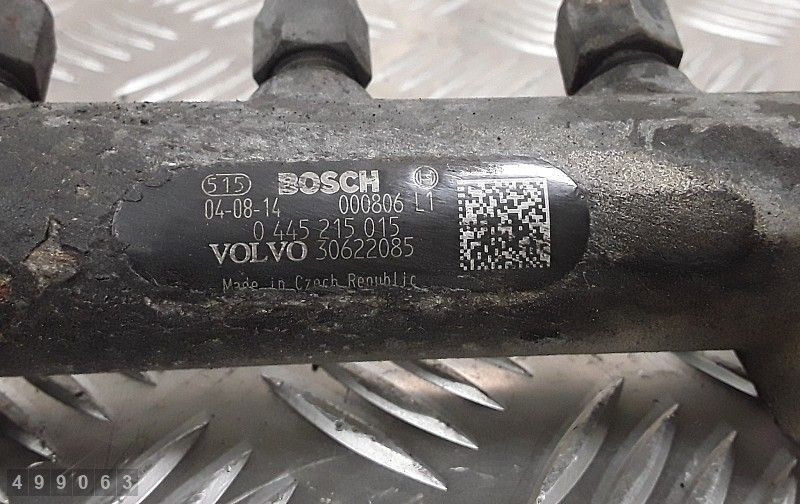 515 BOSCH
04-08-14 000806 L1
0 445 215 015
VOLVO 30622085
Made in Czech Republic
499063